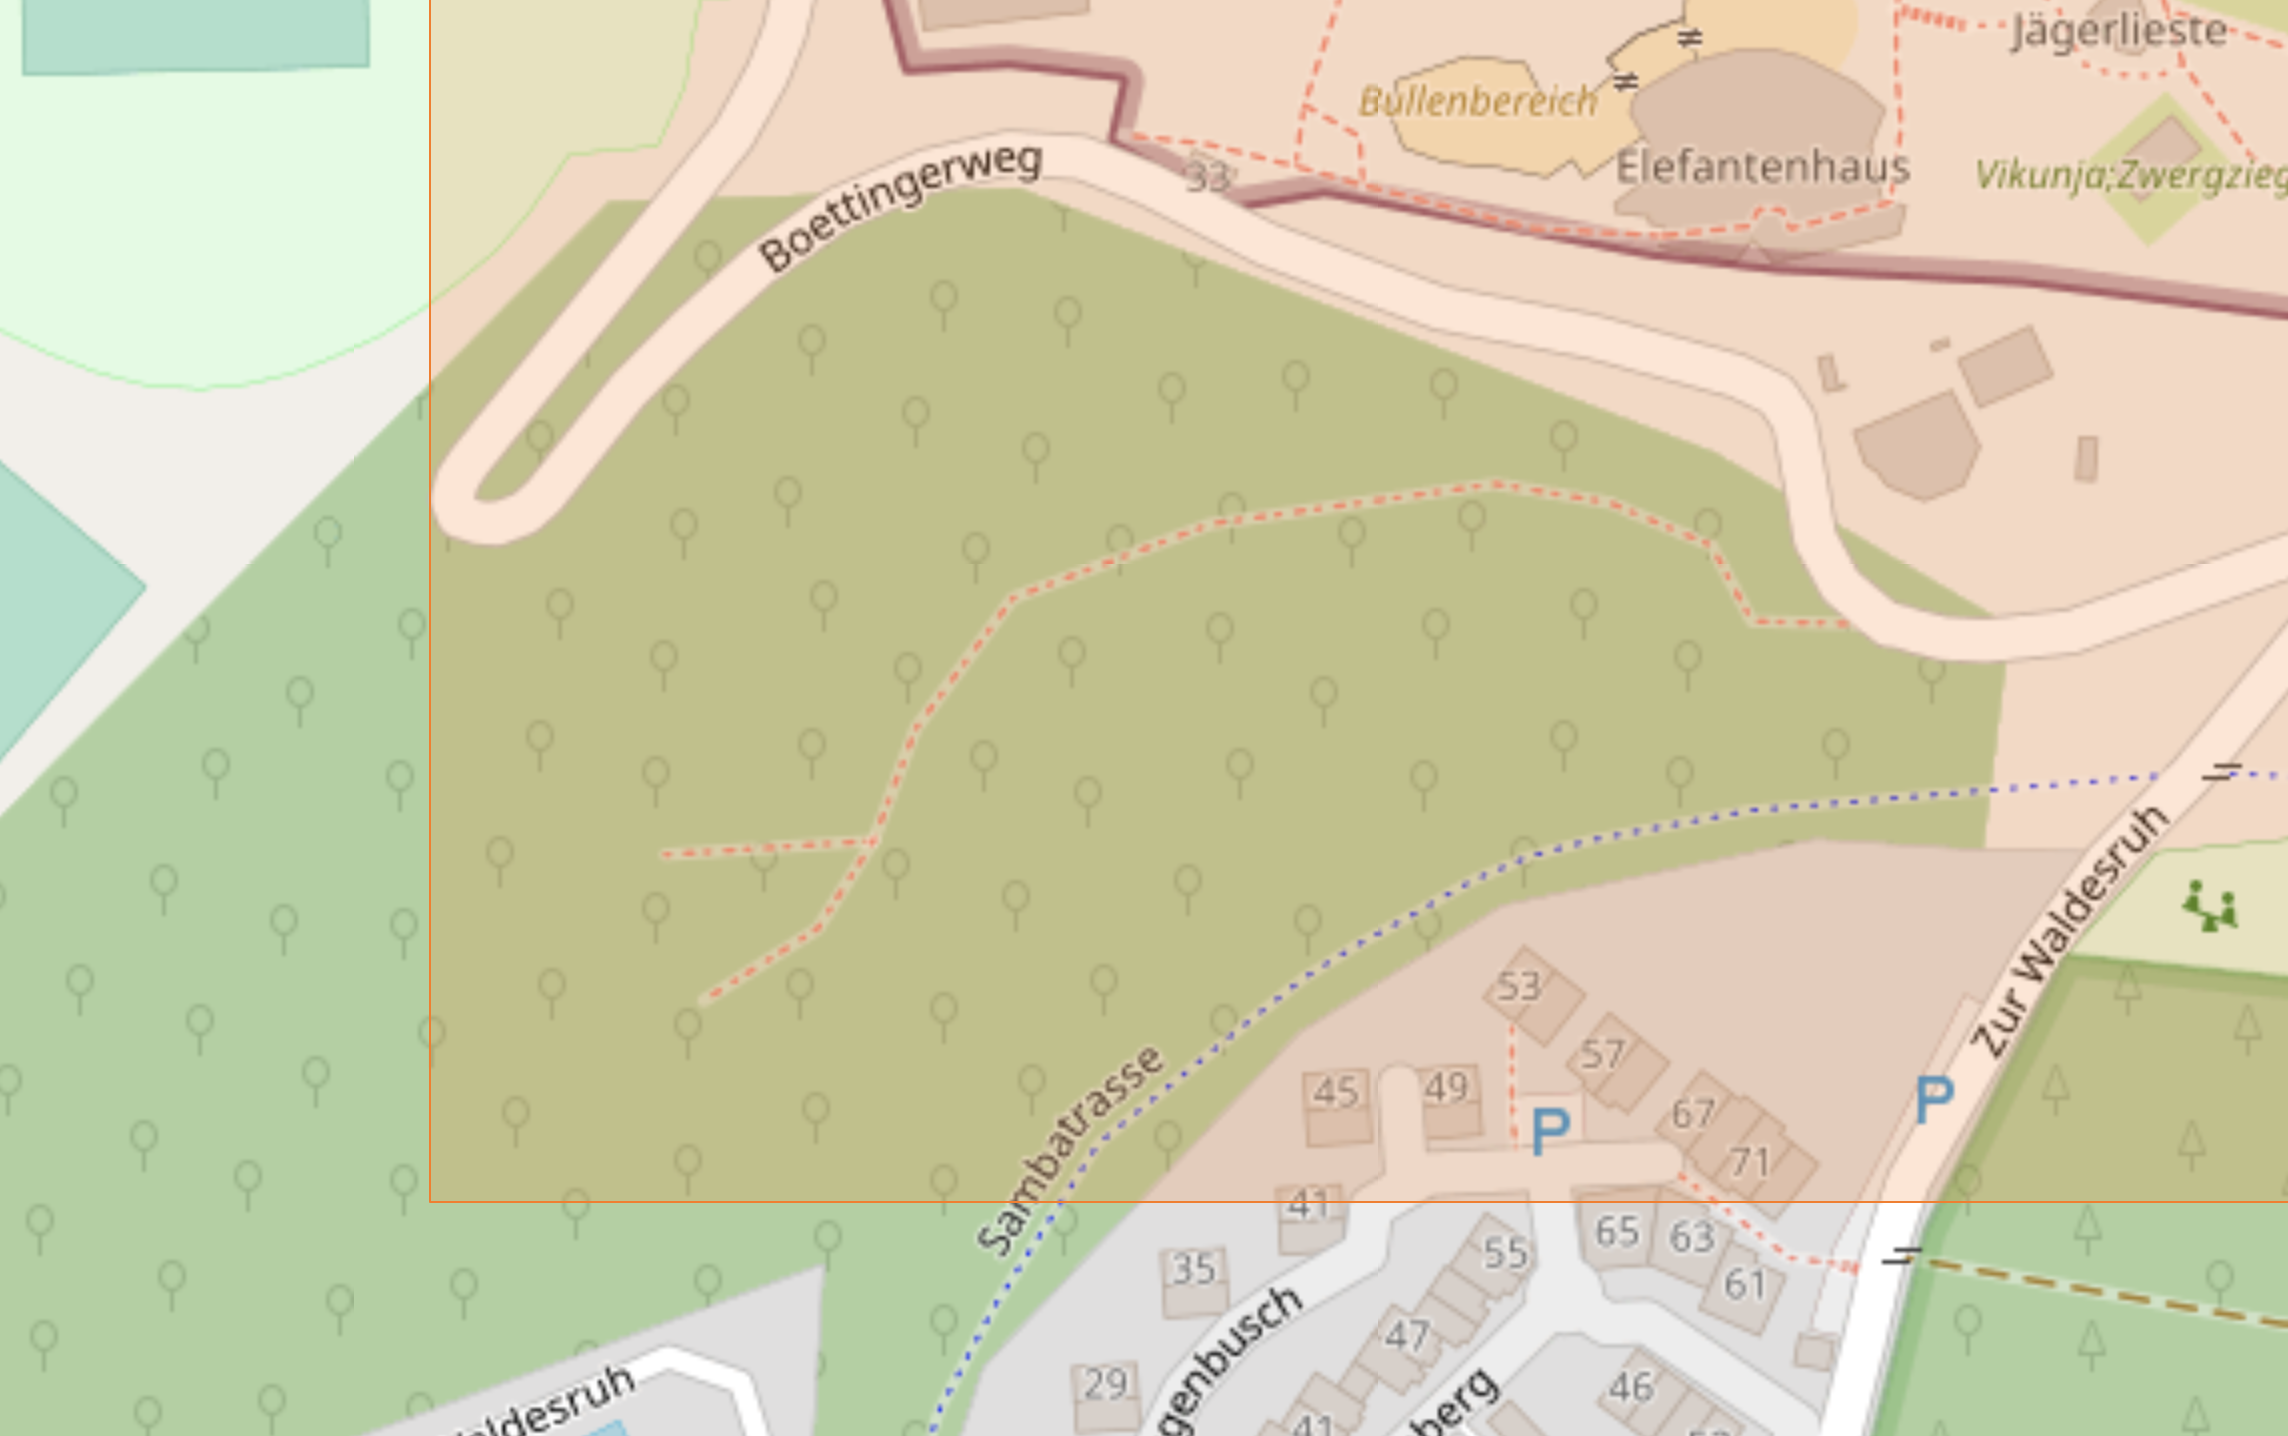 Jägerlieste
Bullenbereich
Boettingerweg
33
Elefantenhaus
Vikunja;Zwergzieg
Zur Waldesruh
Sambatrasse
53
57
45
49
67
P
P
71
41
65
63
55
35
61
genbusch
47
29
46
berg
aldesruh
41